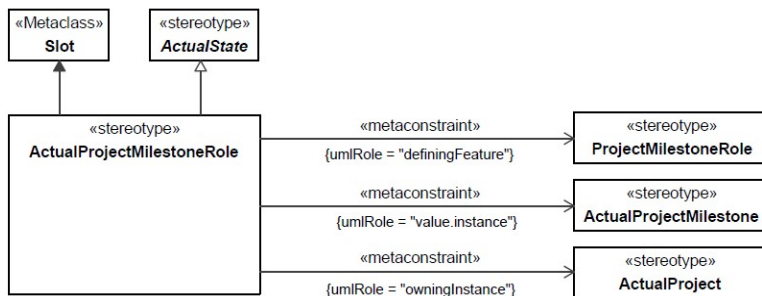 «Metaclass»
Slot
«stereotype»
ActualState
«stereotype»
ActualProjectMilestoneRole
«metaconstraint»
{umlRole = "definingFeature"}
«stereotype»
ProjectMilestoneRole
«metaconstraint»
{umlRole = "value.instance"}
«stereotype»
ActualProjectMilestone
«metaconstraint»
{umlRole = "owningInstance"}
«stereotype»
ActualProject